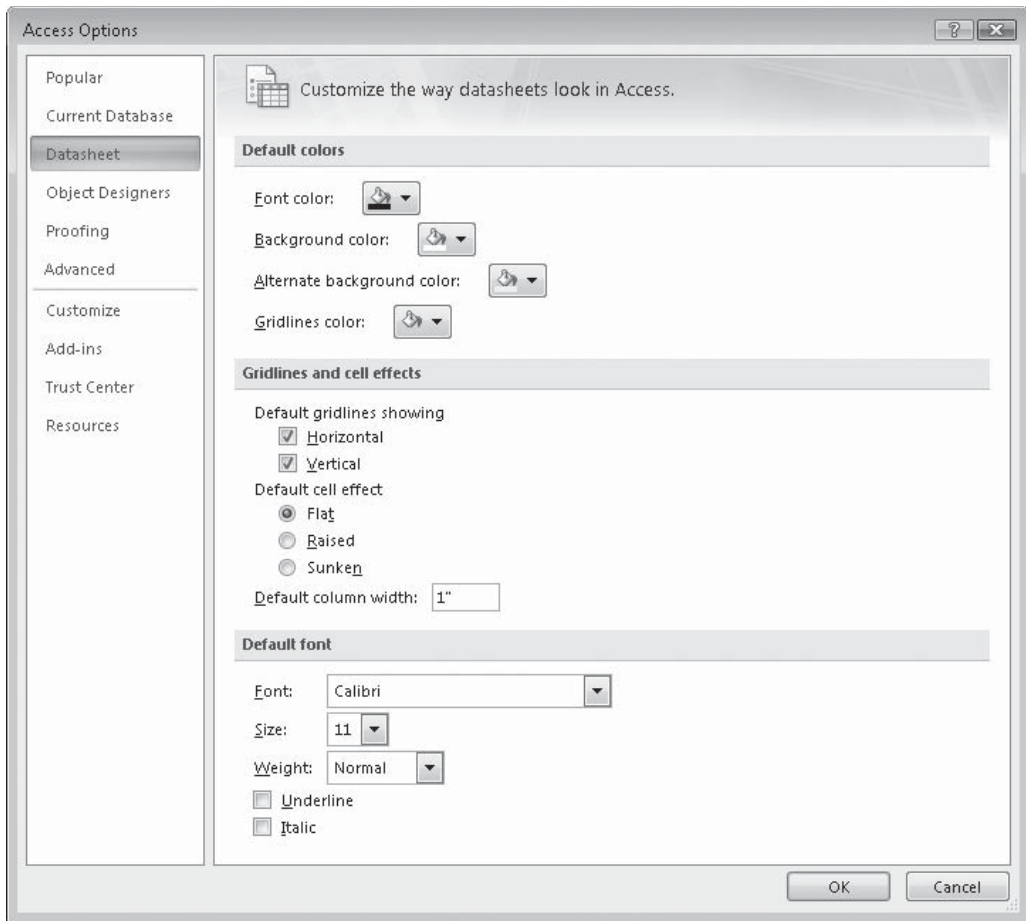 Access Options
Popular
Current Database
Datasheet
Object Designers
Proofing
Advanced
Customize
Add-ins
Trust Center
Resources
Customize the way datasheets look in Access.
Default colors
Font color:
Background color:
Alternate background color:
Gridlines color:
Gridlines and cell effects
Default gridlines showing
Horizontal
Vertical
Default cell effect
Flat
Raised
Sunken
Default column width: 1"
Default font
Font: Calibri
Size: 11
Weight: Normal
Underline
Italic
OK Cancel